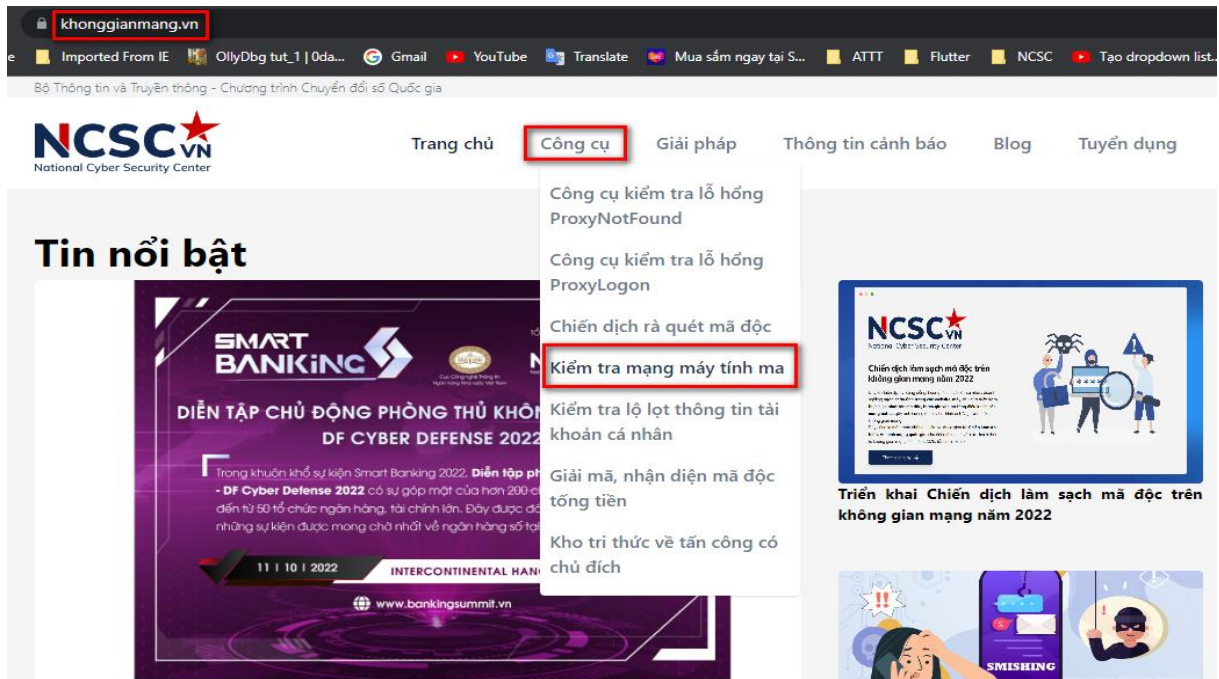 khonggianmang.vn
Imported From IE
OllyDbg tut_1 | 0da...
Gmail
YouTube
Translate
Mua sắm ngay tại S...
ATTT
Flutter
NCSC
Tạo dropdown list...
Bộ Thông tin và Truyền thông - Chương trình Chuyển đổi số Quốc gia
NCSC VN
National Cyber Security Center
Trang chủ
Công cụ
Giải pháp
Thông tin cảnh báo
Blog
Tuyển dụng
Công cụ kiểm tra lỗ hổng
ProxyNotFound
Công cụ kiểm tra lỗ hổng
ProxyLogon
Chiến dịch rà quét mã độc
Kiểm tra mạng máy tính ma
Kiểm tra lộ lọt thông tin tài
khoản cá nhân
Giải mã, nhận diện mã độc
tống tiền
Kho tri thức về tấn công có
chủ đích
Tin nổi bật
SMART
BANKING
DIỄN TẬP CHỦ ĐỘNG PHÒNG THỦ KHÔN
DF CYBER DEFENSE 2022
Trong khuôn khổ sự kiện Smart Banking 2022, Diễn tập ph
- DF Cyber Defense 2022 có sự góp mặt của hơn 200
đến từ 50 tổ chức ngân hàng, tài chính lớn. Đây được
những sự kiện được mong chờ nhất về ngân hàng số tại
11 | 10 | 2022
INTERCONTINENTAL HAN
www.bankingsummit.vn
NCSC VN
National Cyber Security Center
Chiến dịch làm sạch mã độc trên
không gian mạng năm 2022
Triển khai Chiến dịch làm sạch mã độc trên
không gian mạng năm 2022
SMISHING